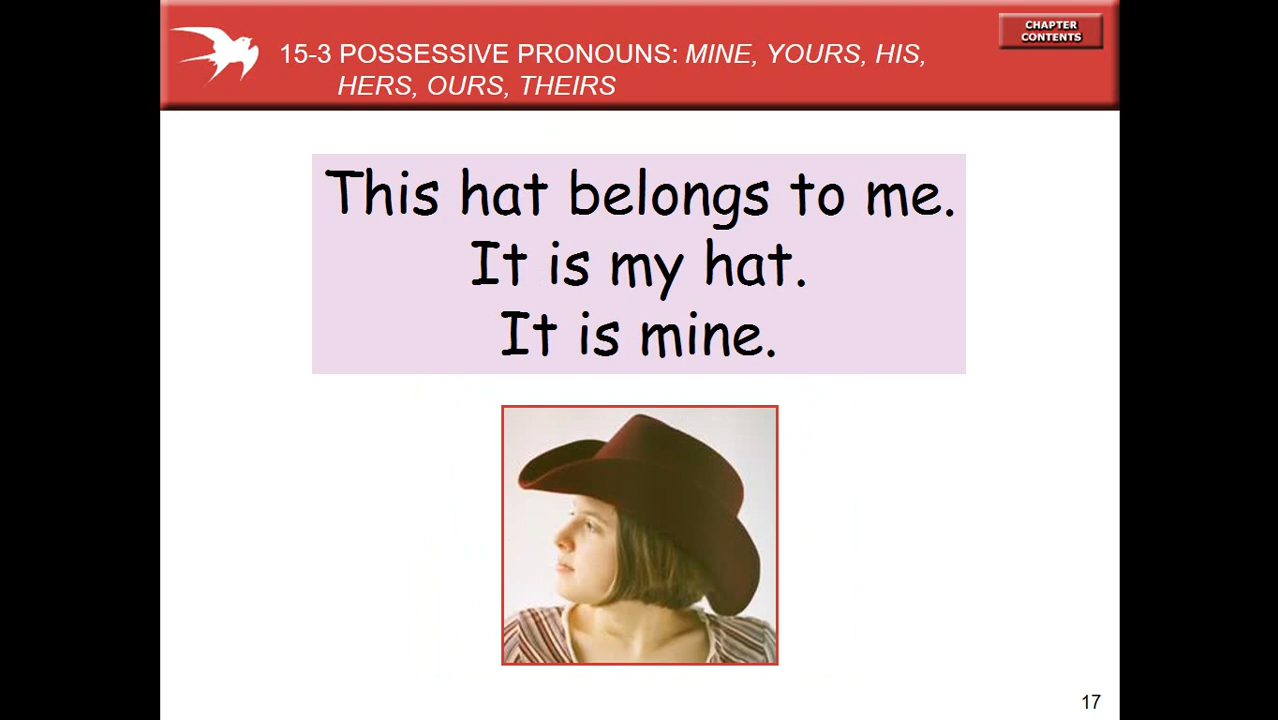 15-3 POSSESSIVE PRONOUNS: MINE, YOURS, HIS,
HERS, OURS, THEIRS
CHAPTER
CONTENTS
This hat belongs to me.
It is my hat.
It is mine.
17